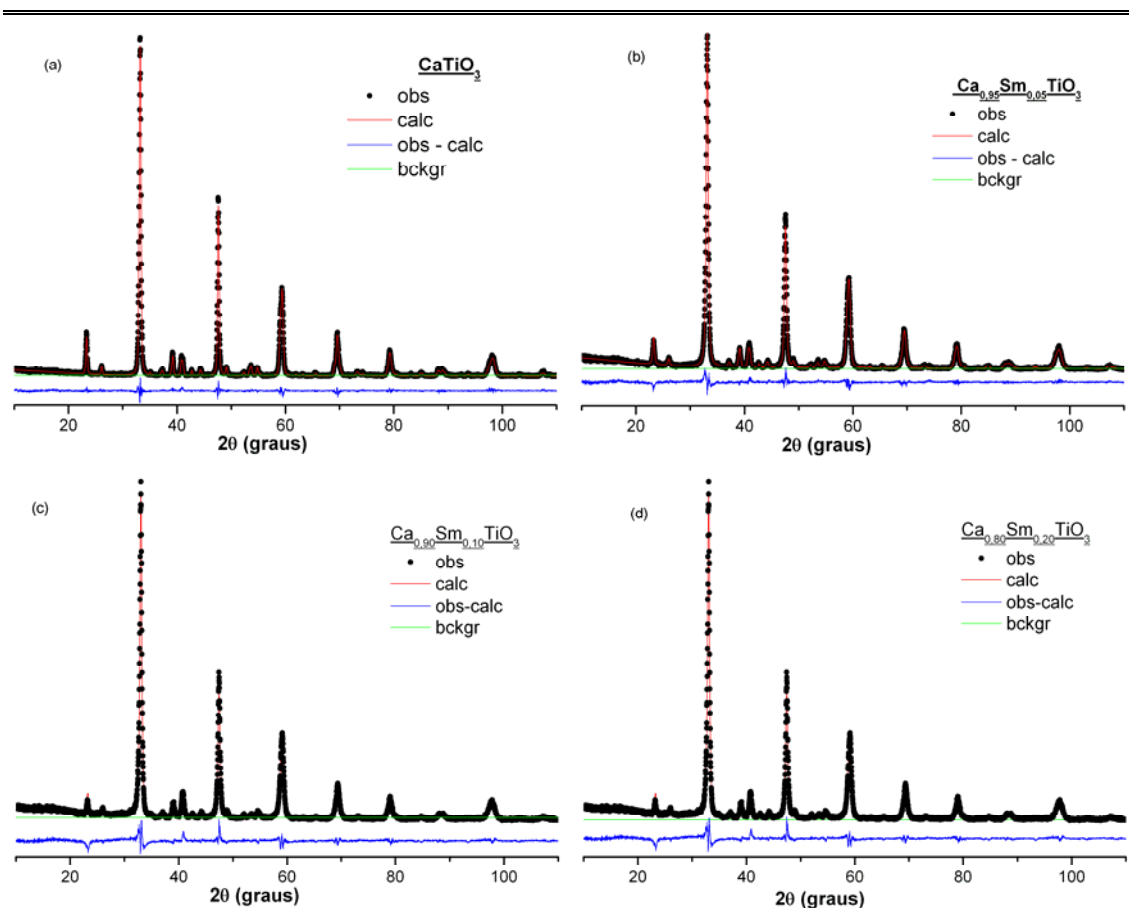 (a)
CaTiO3
obs
calc
obs - calc
bckgr
20 40 60 80 100
2θ (graus)
(b)
Ca0,95Sm0,05TiO3
obs
calc
obs - calc
bckgr
20 40 60 80 100
2θ (graus)
(c)
Ca0,90Sm0,10TiO3
obs
calc
obs-calc
bckgr
20 40 60 80 100
2θ (graus)
(d)
Ca0,80Sm0,20TiO3
obs
calc
obs-calc
bckgr
20 40 60 80 100
2θ (graus)